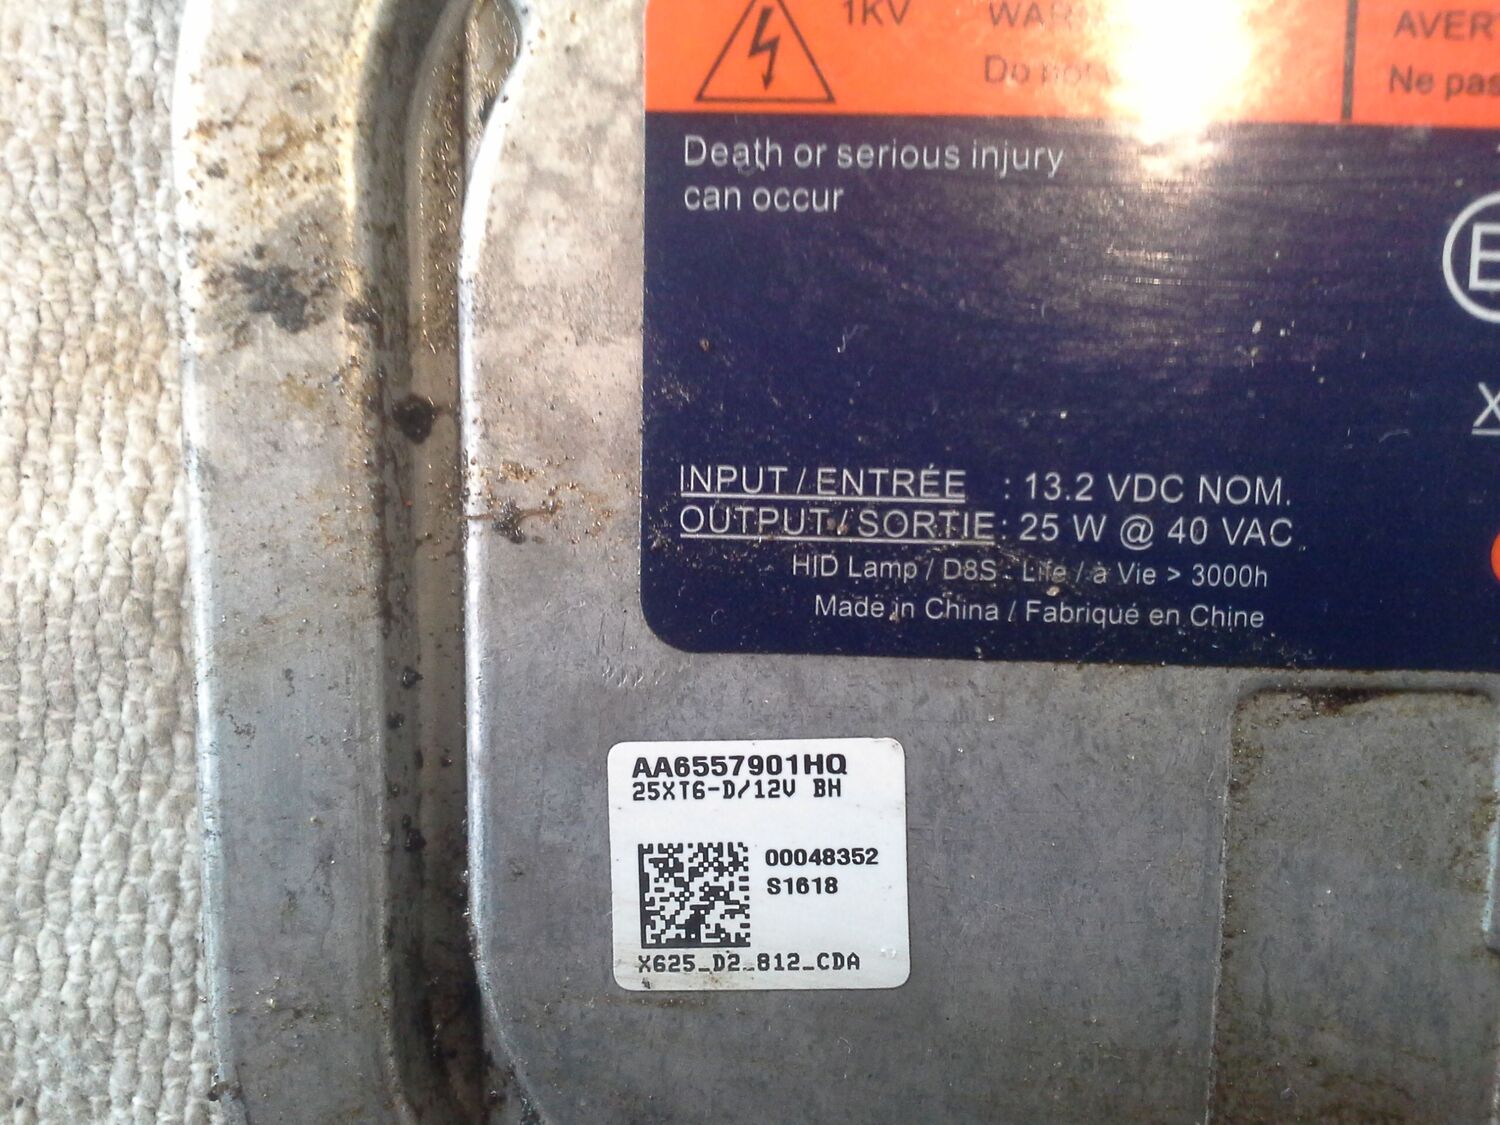 1KV
Do not
AVER
Ne pas
Death or serious injury
can occur
E
X
INPUT / ENTRÉE : 13.2 VDC NOM.
OUTPUT / SORTIE : 25 W @ 40 VAC
HID Lamp / D8S - Life / à Vie > 3000h
Made in China / Fabriqué en Chine
AA6557901HQ
25XT6-D/12V BH
00048352
S1618
X625_D2_812_CDA